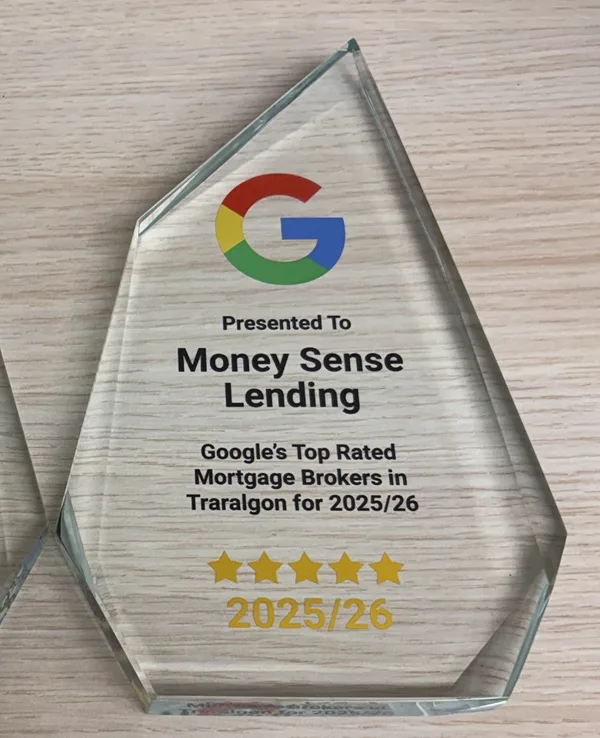 G
Presented To
Money Sense
Lending
Google's Top Rated
Mortgage Brokers in
Traralgon for 2025/26
2025/26